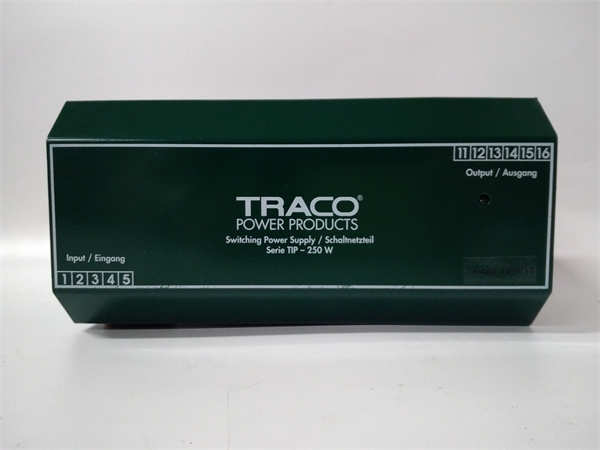 11 12 13 14 15 16
Output / Ausgang
TRACO®
POWER PRODUCTS
Switching Power Supply / Schaltnetzteil
Serie TIP – 250 W
Input / Eingang
1 2 3 4 5